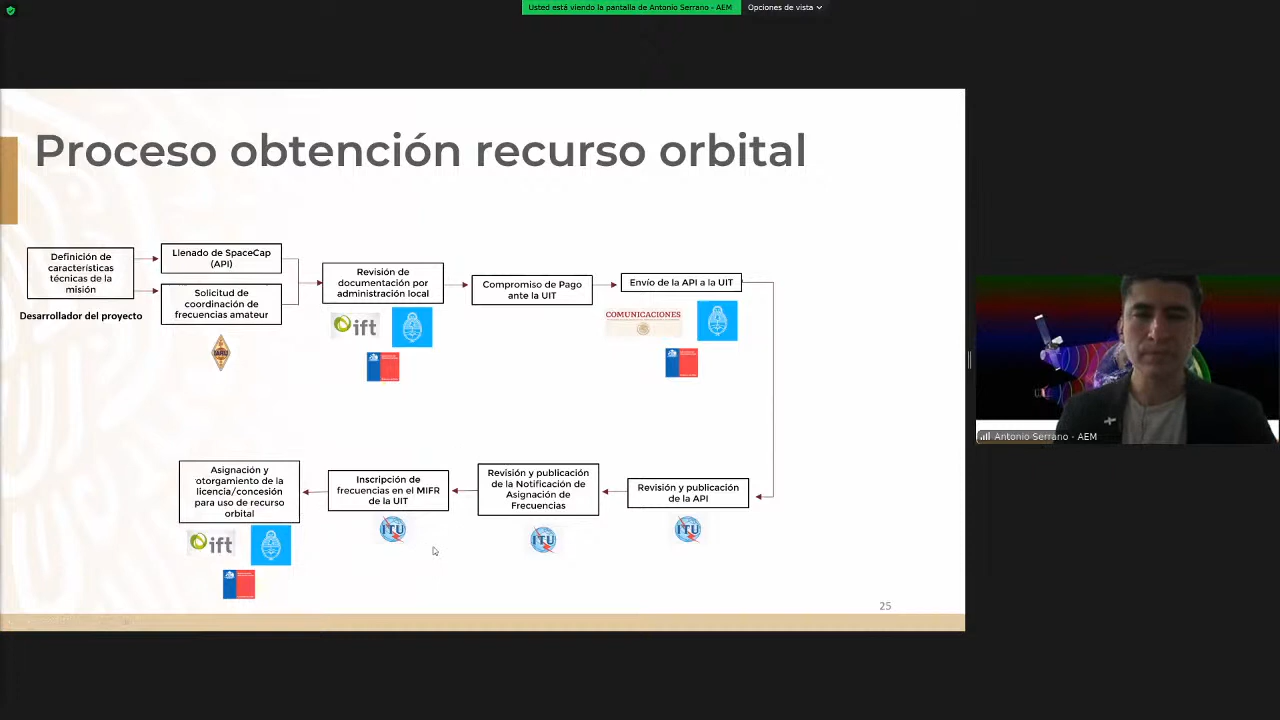 Usted está viendo la pantalla de Antonio Serrano - AEM
Opciones de vista
Proceso obtención recurso orbital
Definición de
características
técnicas de la
misión
Desarrollador del proyecto
Llenado de SpaceCap
(API)
Solicitud de
coordinación de
frecuencias amateur
IARU
Revisión de
documentación por
administración local
ift
Compromiso de Pago
ante la UIT
Envío de la API a la UIT
COMUNICACIONES
Revisión y publicación
de la API
ITU
Revisión y publicación
de la Notificación de
Asignación de
Frecuencias
ITU
Inscripción de
frecuencias en el MIFR
de la UIT
ITU
Asignación y
otorgamiento de la
licencia/concesión
para uso de recurso
orbital
ift
25
Antonio Serrano - AEM